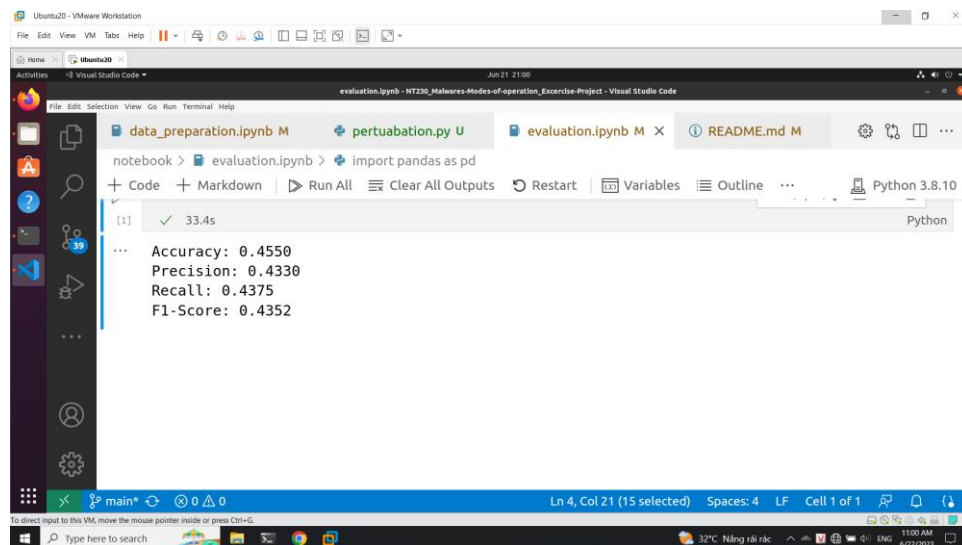 Ubuntu20 - VMware Workstation
File Edit View VM Tabs Help
Home
Ubuntu20
Activities
Visual Studio Code
Jun 21 21:00
evaluation.ipynb - NT230_Malwares-Modes-of-operation_Excercise-Project - Visual Studio Code
File Edit Selection View Go Run Terminal Help
data_preparation.ipynb M
pertuabation.py U
evaluation.ipynb M
README.md M
notebook > evaluation.ipynb > import pandas as pd
+ Code + Markdown Run All Clear All Outputs Restart Variables Outline ... Python 3.8.10
[1] 33.4s Python
39
... Accuracy: 0.4550
Precision: 0.4330
Recall: 0.4375
F1-Score: 0.4352
main* 0 0 Ln 4, Col 21 (15 selected) Spaces: 4 LF Cell 1 of 1
To direct input to this VM, move the mouse pointer inside or press Ctrl+G.
Type here to search
32°C Nắng rải rác ENG 11:00 AM
6/22/2023